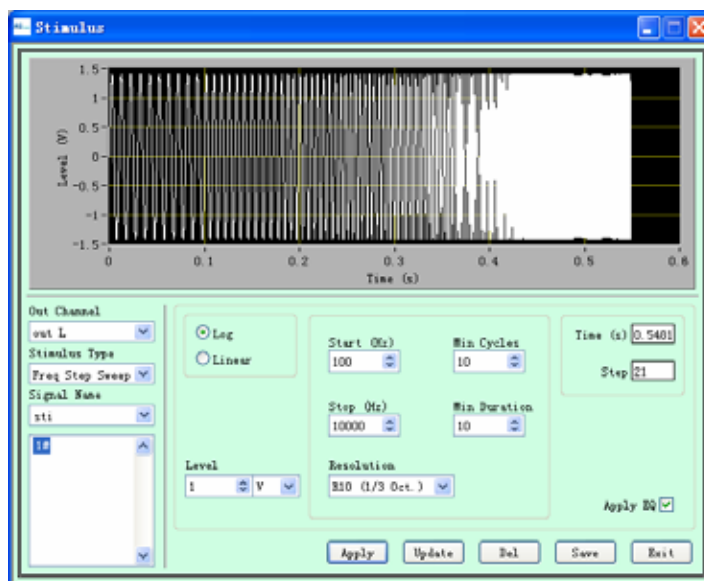 Stimulus
1.5
1
0.5
0
-0.5
-1
-1.5
Level (V)
0 0.1 0.2 0.3 0.4 0.5 0.6
Time (s)
Out Channel
out L
Stimulus Type
Freq Step Sweep
Signal Name
sti
1#
Log
Linear
Level
1 V
Start (Hz)
100
Min Cycles
10
Stop (Hz)
10000
Min Duration
10
Resolution
R10 (1/3 Oct.)
Time (s) 0.5481
Step 21
Apply EQ
Apply Update Del Save Exit